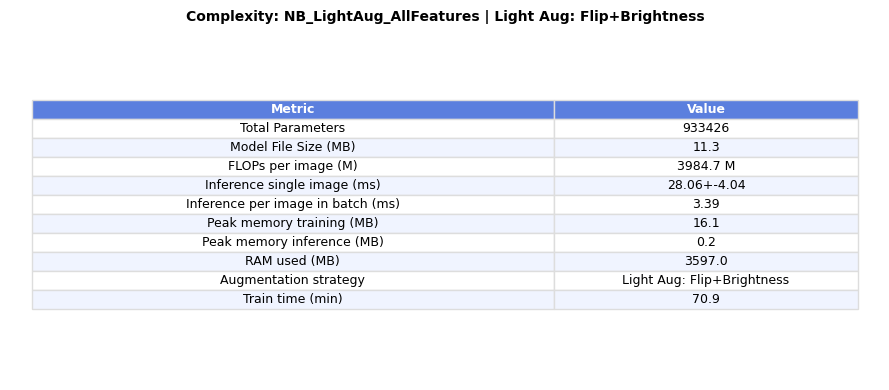 Complexity: NB_LightAug_AllFeatures | Light Aug: Flip+Brightness
Metric Value
Total Parameters 933426
Model File Size (MB) 11.3
FLOPs per image (M) 3984.7 M
Inference single image (ms) 28.06+-4.04
Inference per image in batch (ms) 3.39
Peak memory training (MB) 16.1
Peak memory inference (MB) 0.2
RAM used (MB) 3597.0
Augmentation strategy Light Aug: Flip+Brightness
Train time (min) 70.9